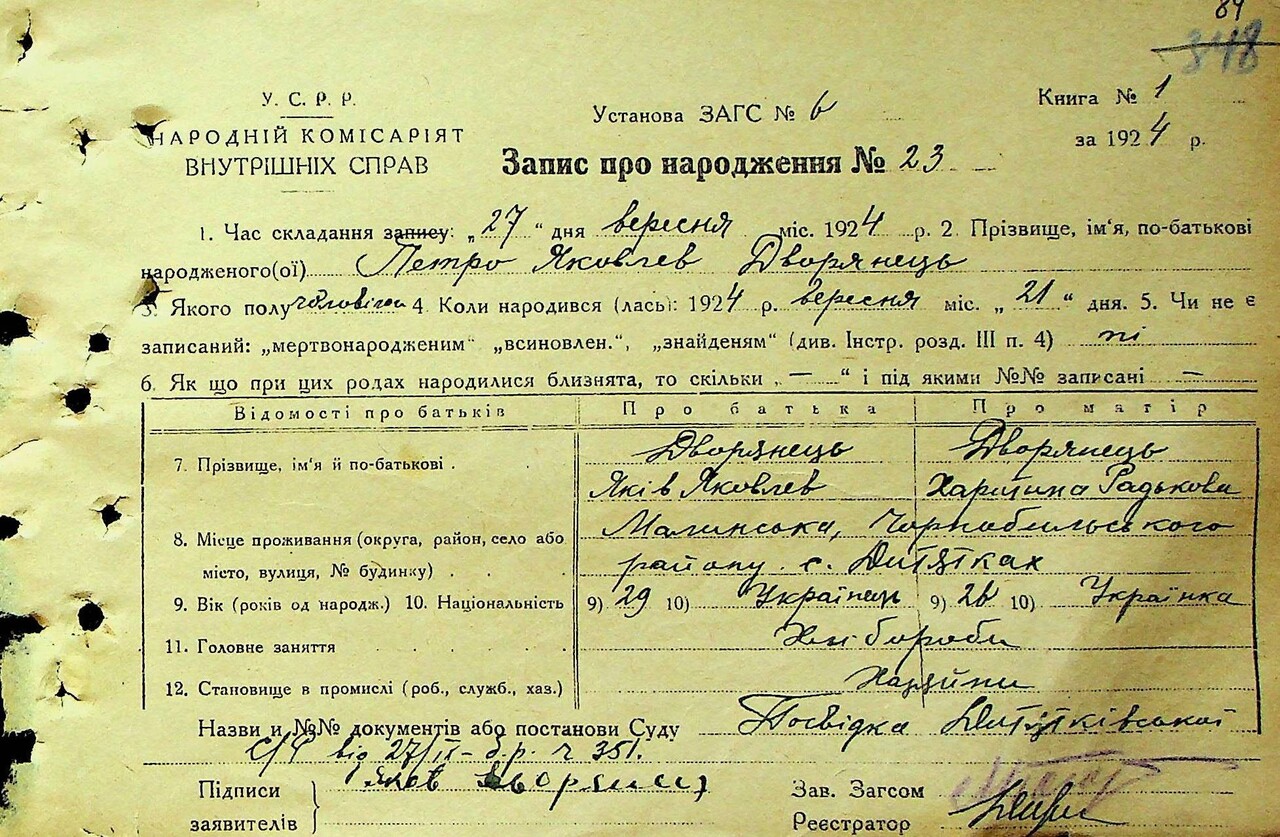 84
348
У. С. Р. Р.
НАРОДНІЙ КОМІСАРІЯТ
ВНУТРІШНІХ СПРАВ
Установа ЗАГС № 6
Книга № 1
за 1924 р.
Запис про народження № 23
1. Час складання запису: „27“ дня вересня міс. 1924 р. 2. Прізвище, ім'я, по-батькові
народженого(ої) Петро Яковлев Дворянець
3. Якого полу чоловічої 4. Коли народився (лась): 1924 р. вересня міс. „21“ дня. 5. Чи не є
записаний: „мертвонародженим“ „всиновлен.“, „знайденям“ (див. Інстр. розд. III п. 4) ні
6. Як що при цих родах народилися близнята, то скільки „—“ і під якими №№ записані —
Відомості про батьків Про батька Про матір
7. Прізвище, ім'я й по-батькові . Дворянець Дворянець
Яків Яковлев Харитина Радькова
8. Місце проживання (округа, район, село або Малинська, Чорнобильського
місто, вулиця, № будинку) . . району с. Дитятках
9. Вік (років од народж.) 10. Національність 9) 29 10) Українець 9) 26 10) Українка
11. Головне заняття Хлібороби
12. Становище в промислі (роб., служб., хаз.) Хазяїни
Назви и №№ документів або постанови Суду Посвідка Дитятківської
С/Р від 27/IX – б.р. ч 351.
Підписи
заявителів
Яков Дворянец
Зав. Загсом
Реєстратор